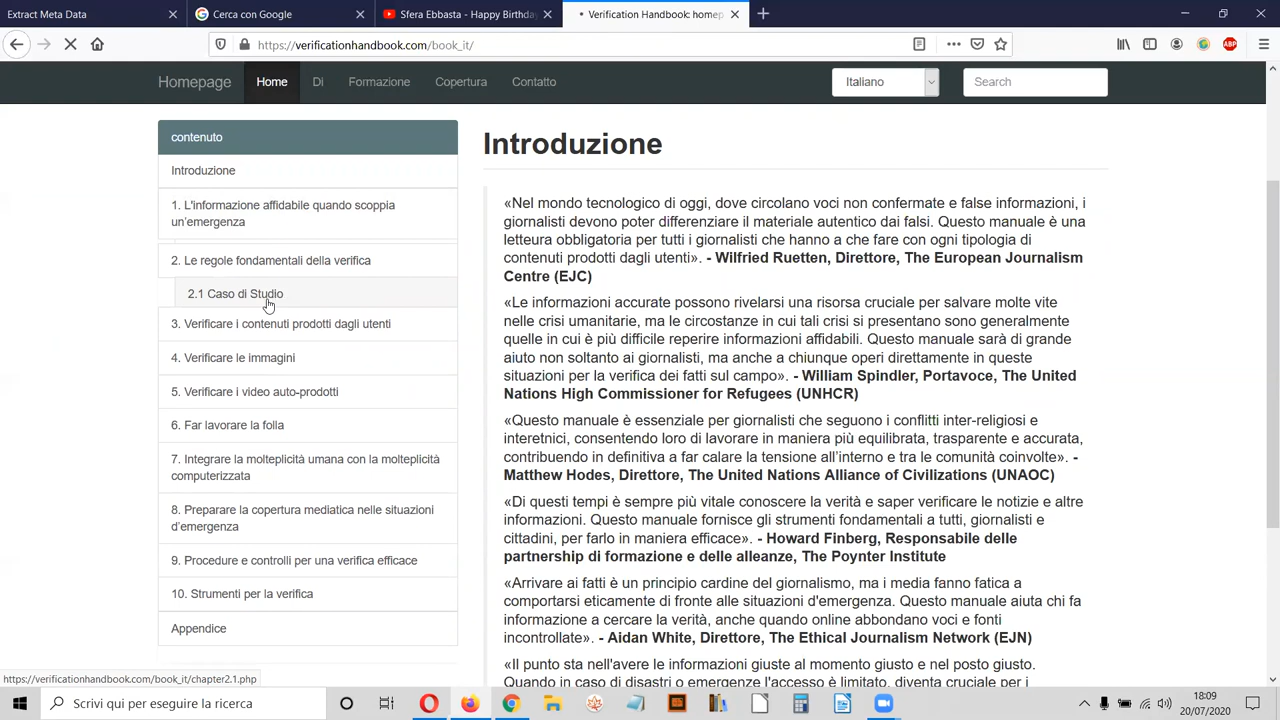 Extract Meta Data
Cerca con Google
Sfera Ebbasta - Happy Birthday
Verification Handbook: homep
https://verificationhandbook.com/book_it/
ABP
Homepage
Home
Di
Formazione
Copertura
Contatto
Italiano
Search
contenuto
Introduzione
1. L'informazione affidabile quando scoppia
un'emergenza
2. Le regole fondamentali della verifica
2.1 Caso di Studio
3. Verificare i contenuti prodotti dagli utenti
4. Verificare le immagini
5. Verificare i video auto-prodotti
6. Far lavorare la folla
7. Integrare la molteplicità umana con la molteplicità
computerizzata
8. Preparare la copertura mediatica nelle situazioni
d'emergenza
9. Procedure e controlli per una verifica efficace
10. Strumenti per la verifica
Appendice
Introduzione
«Nel mondo tecnologico di oggi, dove circolano voci non confermate e false informazioni, i
giornalisti devono poter differenziare il materiale autentico dai falsi. Questo manuale è una
letteura obbligatoria per tutti i giornalisti che hanno a che fare con ogni tipologia di
contenuti prodotti dagli utenti». - Wilfried Ruetten, Direttore, The European Journalism
Centre (EJC)
«Le informazioni accurate possono rivelarsi una risorsa cruciale per salvare molte vite
nelle crisi umanitarie, ma le circostanze in cui tali crisi si presentano sono generalmente
quelle in cui è più difficile reperire informazioni affidabili. Questo manuale sarà di grande
aiuto non soltanto ai giornalisti, ma anche a chiunque operi direttamente in queste
situazioni per la verifica dei fatti sul campo». - William Spindler, Portavoce, The United
Nations High Commissioner for Refugees (UNHCR)
«Questo manuale è essenziale per giornalisti che seguono i conflitti inter-religiosi e
interetnici, consentendo loro di lavorare in maniera più equilibrata, trasparente e accurata,
contribuendo in definitiva a far calare la tensione all'interno e tra le comunità coinvolte». -
Matthew Hodes, Direttore, The United Nations Alliance of Civilizations (UNAOC)
«Di questi tempi è sempre più vitale conoscere la verità e saper verificare le notizie e altre
informazioni. Questo manuale fornisce gli strumenti fondamentali a tutti, giornalisti e
cittadini, per farlo in maniera efficace». - Howard Finberg, Responsabile delle
partnership di formazione e delle alleanze, The Poynter Institute
«Arrivare ai fatti è un principio cardine del giornalismo, ma i media fanno fatica a
comportarsi eticamente di fronte alle situazioni d'emergenza. Questo manuale aiuta chi fa
informazione a cercare la verità, anche quando online abbondano voci e fonti
incontrollate». - Aidan White, Direttore, The Ethical Journalism Network (EJN)
«Il punto sta nell'avere le informazioni giuste al momento giusto e nel posto giusto.
Quando in caso di disastri o emergenze l'accesso è limitato, diventa cruciale per i
https://verificationhandbook.com/book_it/chapter2.1.php
Scrivi qui per eseguire la ricerca
18:09
20/07/2020